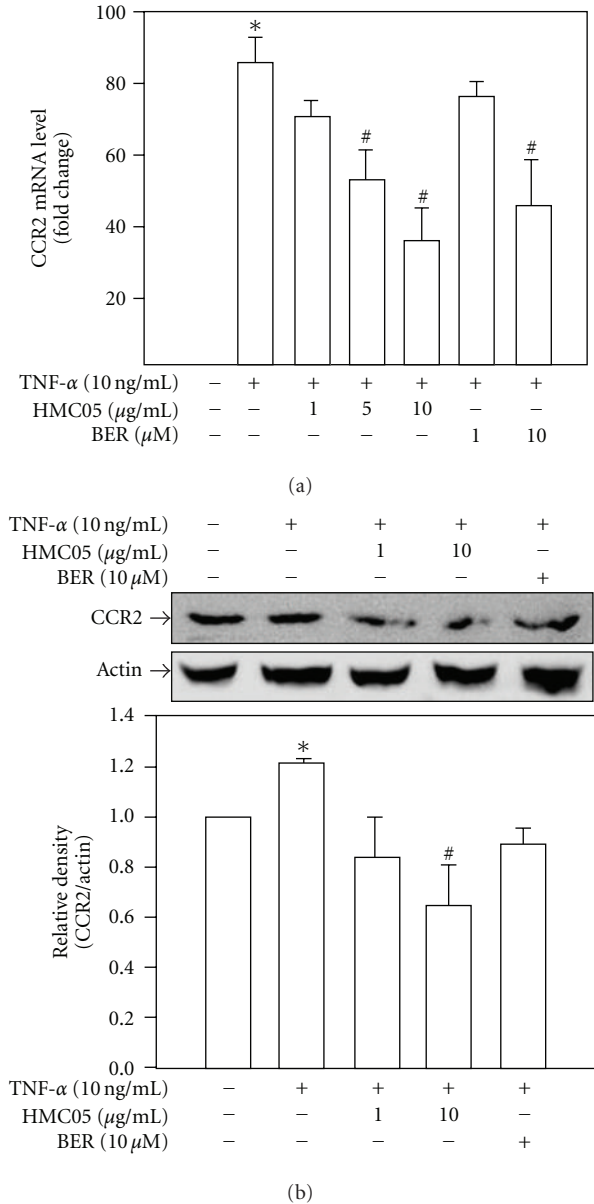 100
80
60
40
20
CCR2 mRNA level
(fold change)
*
#
#
#
TNF-α (10 ng/mL) − + + + + + +
HMC05 (μg/mL) − − 1 5 10 − −
BER (μM) − − − − − 1 10
(a)
TNF-α (10 ng/mL) − + + + +
HMC05 (μg/mL) − − 1 10 −
BER (10 μM) − − − − +
CCR2 →
Actin →
1.4
1.2
1.0
0.8
0.6
0.4
0.2
0.0
Relative density
(CCR2/actin)
*
#
TNF-α (10 ng/mL) − + + + +
HMC05 (μg/mL) − − 1 10 −
BER (10 μM) − − − − +
(b)